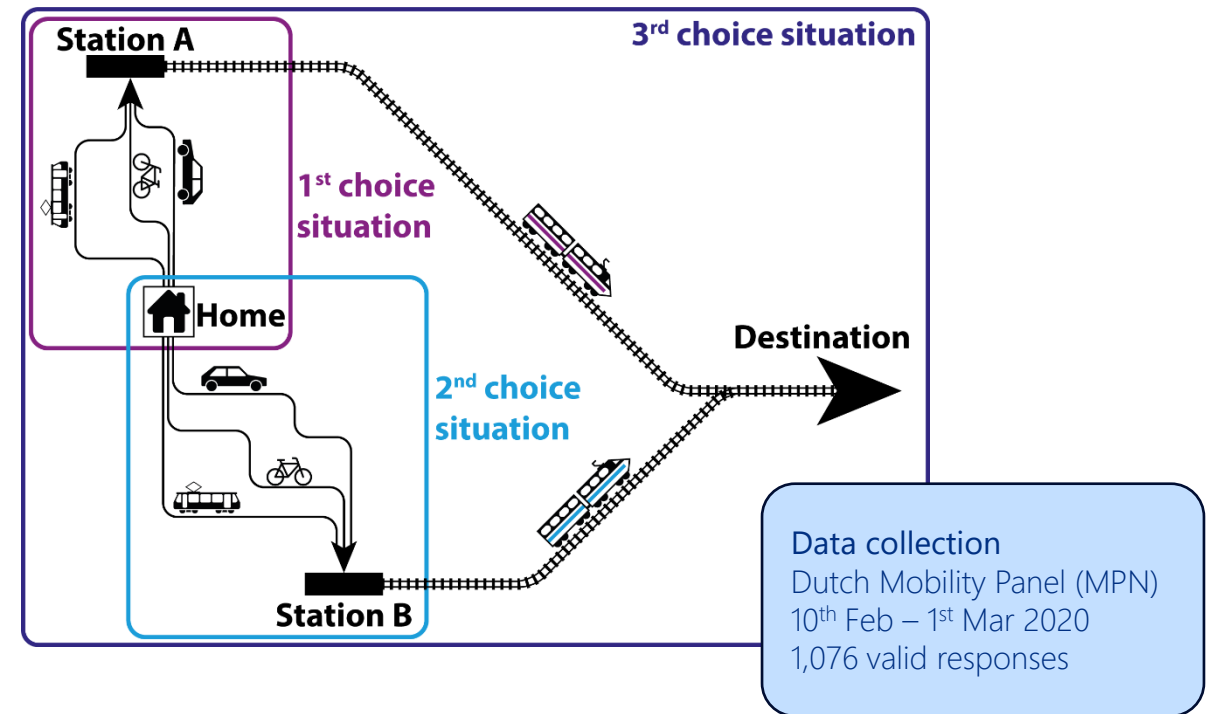 Station A
3rd choice situation
1st choice
situation
Home
Destination
2nd choice
situation
Station B
Data collection
Dutch Mobility Panel (MPN)
10th Feb – 1st Mar 2020
1,076 valid responses